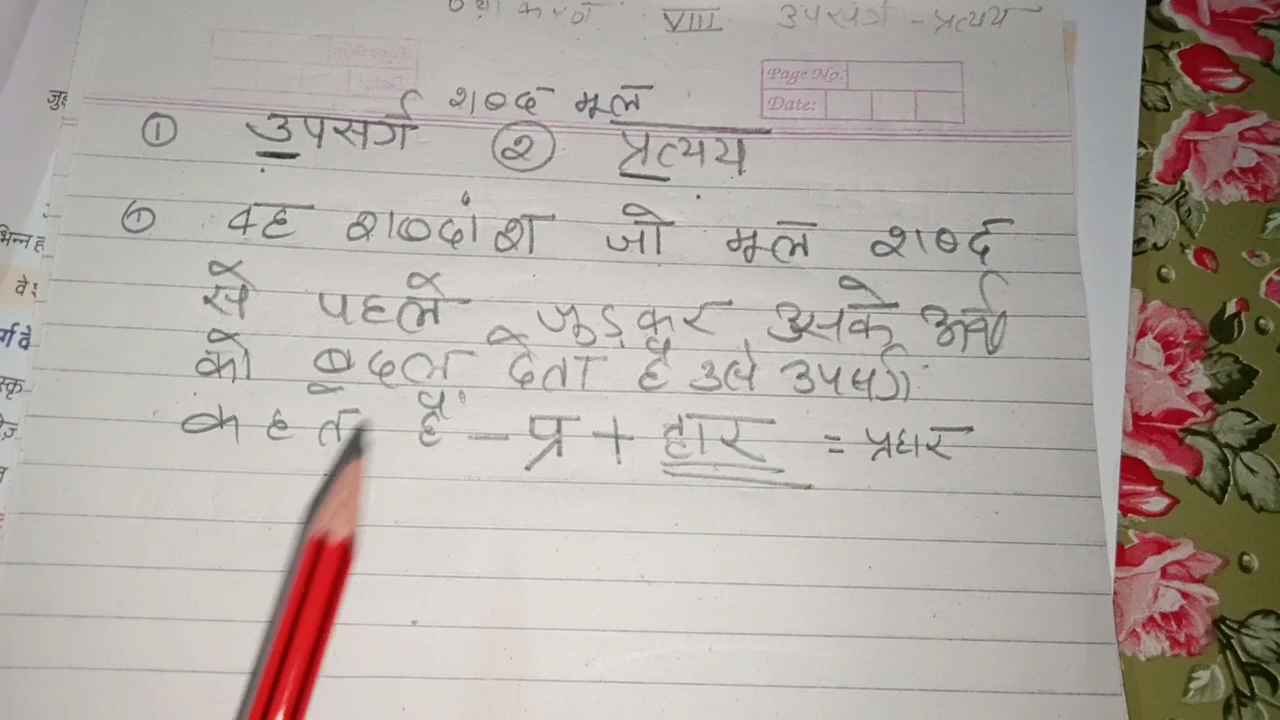 व्याकरण VIII उपसर्ग - प्रत्यय
Page No.
Date:
शब्द मूल
① उपसर्ग ② प्रत्यय
① वह शब्दांश जो मूल शब्द
से पहले जुड़कर उसके अर्थ
को बदल देता है उसे उपसर्ग
कहते हैं - प्र + हार = प्रहार